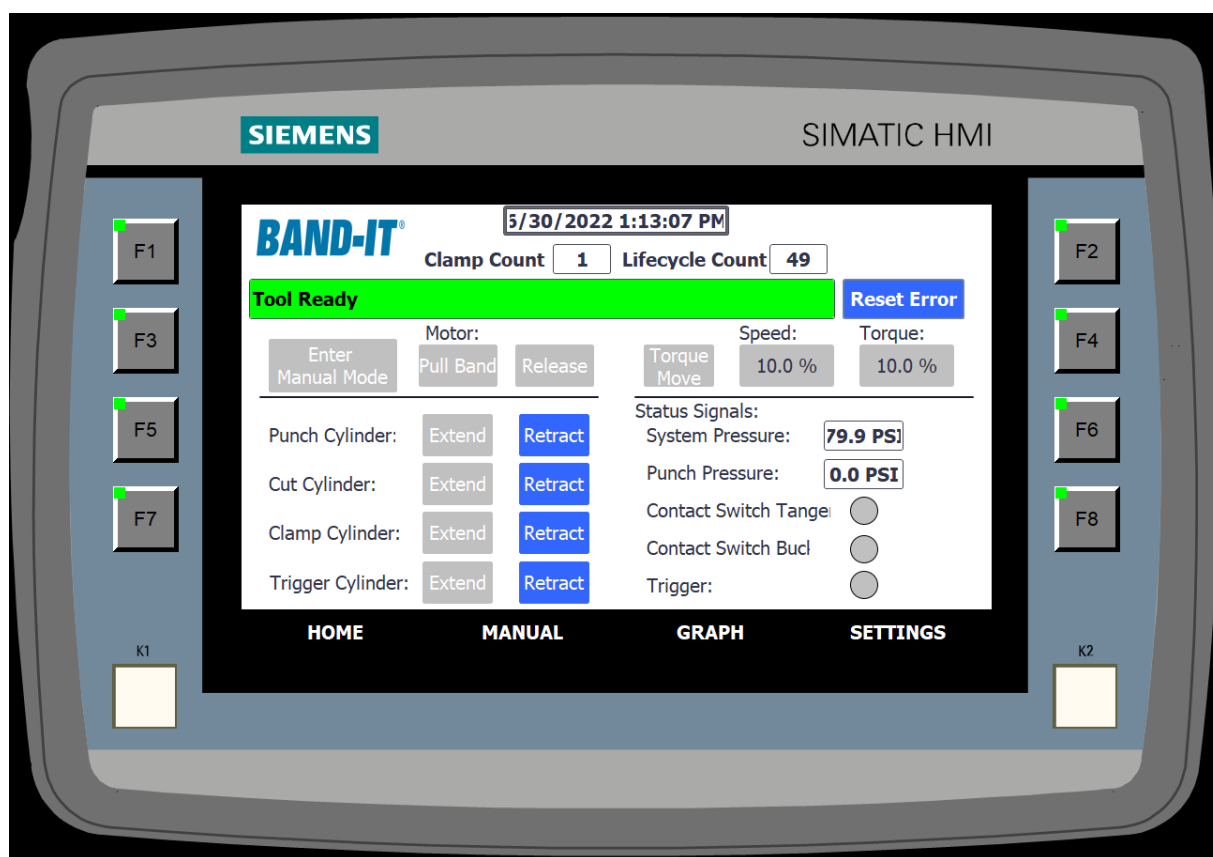 SIEMENS SIMATIC HMI
F1 F2
F3 F4
F5 F6
F7 F8
K1 K2
BAND-IT®
5/30/2022 1:13:07 PM
Clamp Count 1 Lifecycle Count 49
Tool Ready Reset Error
Motor: Speed: Torque:
Enter
Manual Mode
Pull Band Release
Torque
Move
10.0 % 10.0 %
Punch Cylinder: Extend Retract
Cut Cylinder: Extend Retract
Clamp Cylinder: Extend Retract
Trigger Cylinder: Extend Retract
Status Signals:
System Pressure: 79.9 PSI
Punch Pressure: 0.0 PSI
Contact Switch Tange
Contact Switch Buc
Trigger:
HOME MANUAL GRAPH SETTINGS